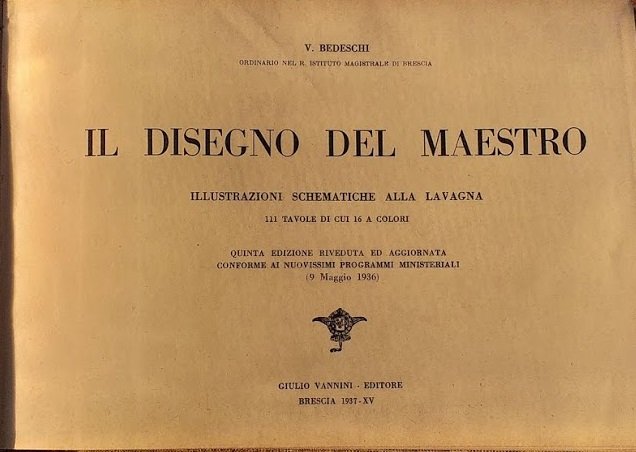 V. BEDESCHI
ORDINARIO NEL R. ISTITUTO MAGISTRALE DI BRESCIA
IL DISEGNO DEL MAESTRO
ILLUSTRAZIONI SCHEMATICHE ALLA LAVAGNA
111 TAVOLE DI CUI 16 A COLORI
QUINTA EDIZIONE RIVEDUTA ED AGGIORNATA
CONFORME AI NUOVISSIMI PROGRAMMI MINISTERIALI
(9 Maggio 1936)
GIULIO VANNINI - EDITORE
BRESCIA 1937-XV